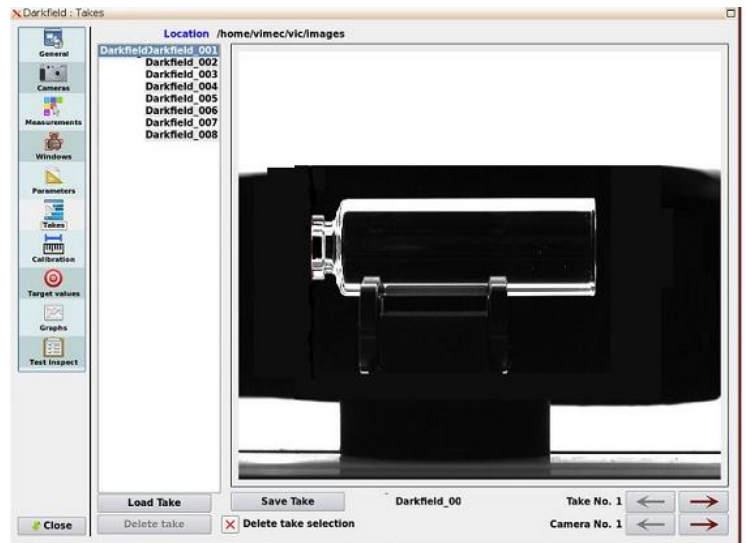 Darkfield : Takes
Location /home/vimec/vic/images
General
Cameras
Measurements
Windows
Parameters
Takes
Calibration
Target values
Graphs
Test inspect
Close
Darkfield_001
Darkfield_002
Darkfield_003
Darkfield_004
Darkfield_005
Darkfield_006
Darkfield_007
Darkfield_008
Load Take
Delete take
Save Take
Darkfield_00
Take No. 1
Delete take selection
Camera No. 1